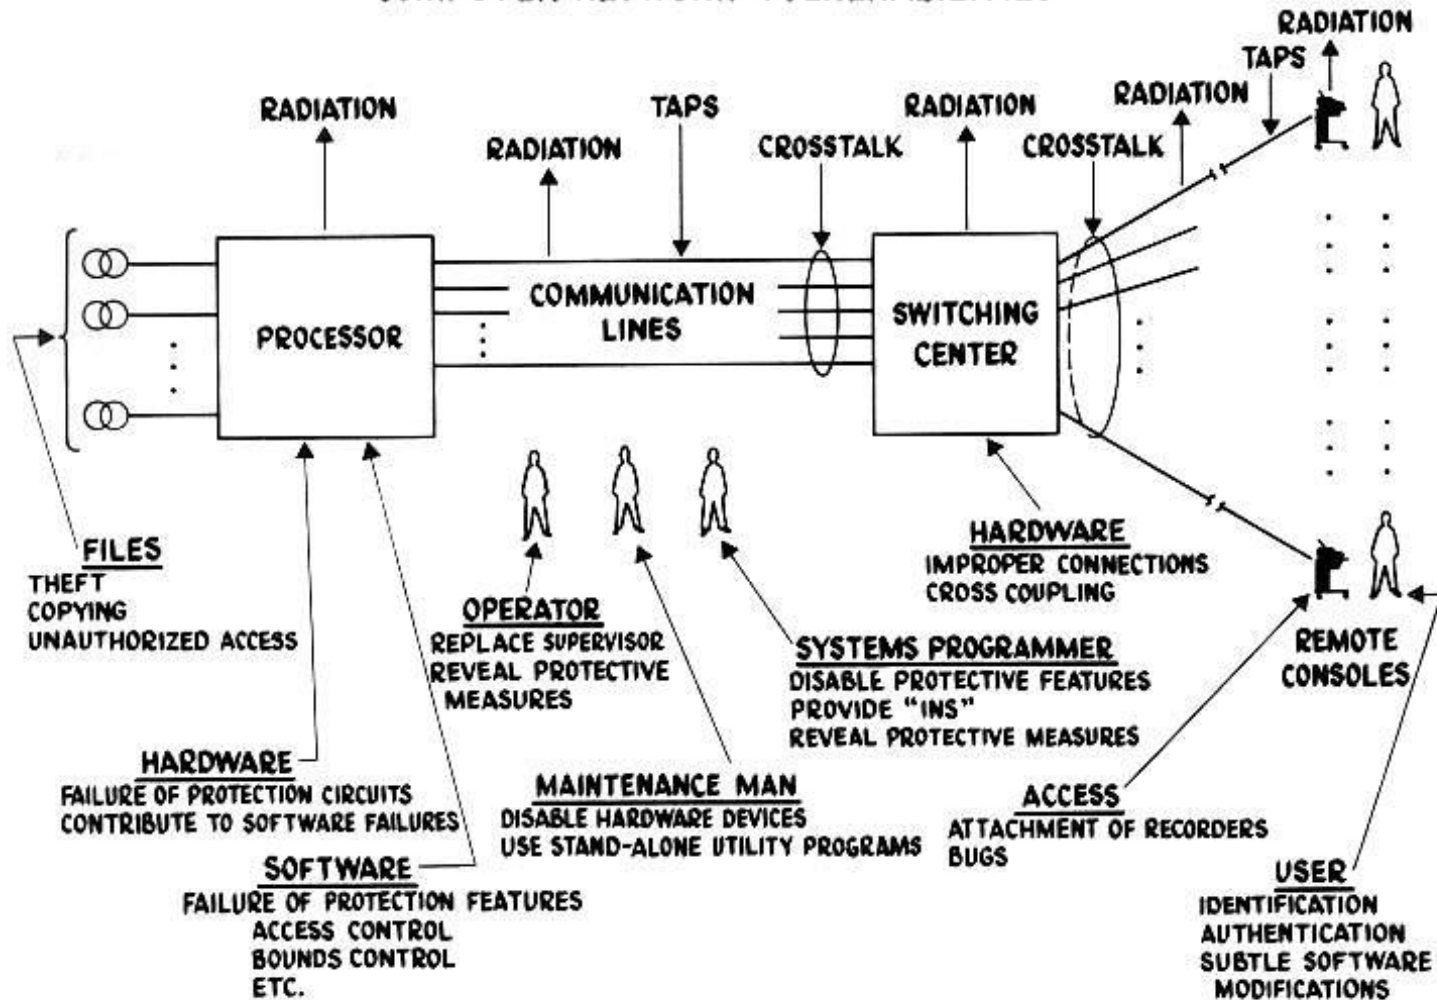 RADIATION
TAPS
RADIATION
TAPS
RADIATION
RADIATION
RADIATION
CROSSTALK
CROSSTALK
RADIATION
PROCESSOR
COMMUNICATION
LINES
SWITCHING
CENTER
FILES
THEFT
COPYING
UNAUTHORIZED ACCESS
OPERATOR
REPLACE SUPERVISOR
REVEAL PROTECTIVE
MEASURES
HARDWARE
IMPROPER CONNECTIONS
CROSS COUPLING
SYSTEMS PROGRAMMER
DISABLE PROTECTIVE FEATURES
PROVIDE "INS"
REVEAL PROTECTIVE MEASURES
REMOTE
CONSOLES
HARDWARE
FAILURE OF PROTECTION CIRCUITS
CONTRIBUTE TO SOFTWARE FAILURES
MAINTENANCE MAN
DISABLE HARDWARE DEVICES
USE STAND-ALONE UTILITY PROGRAMS
ACCESS
ATTACHMENT OF RECORDERS
BUGS
SOFTWARE
FAILURE OF PROTECTION FEATURES
ACCESS CONTROL
BOUNDS CONTROL
ETC.
USER
IDENTIFICATION
AUTHENTICATION
SUBTLE SOFTWARE
MODIFICATIONS